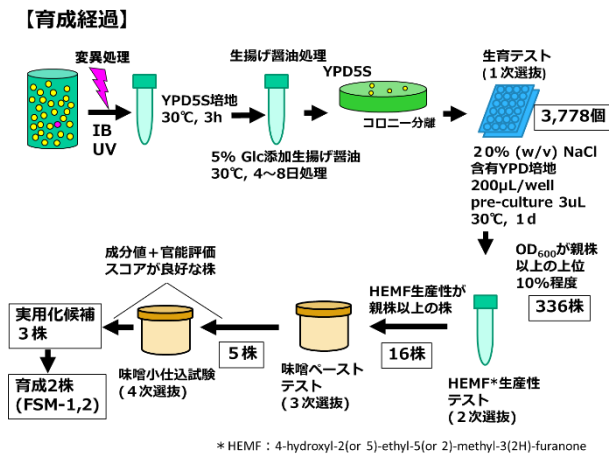 【育成経過】
変異処理
IB
UV
YPD5S培地
30℃, 3h
生揚げ醤油処理
5% Glc添加生揚げ醤油
30℃, 4～8日処理
YPD5S
コロニー分離
生育テスト
(１次選抜)
3,778個
20% (w/v) NaCl
含有YPD培地
200μL/well
pre-culture 3uL
30℃, 1d
OD600が親株
以上の上位
10%程度
336株
HEMF*生産性
テスト
(２次選抜)
HEMF生産性が
親株以上の株
16株
味噌ペースト
テスト
(３次選抜)
5株
成分値＋官能評価
スコアが良好な株
味噌小仕込試験
(４次選抜)
実用化候補
３株
育成2株
(FSM-1,2)
＊HEMF：4-hydroxyl-2(or 5)-ethyl-5(or 2)-methyl-3(2H)-furanone